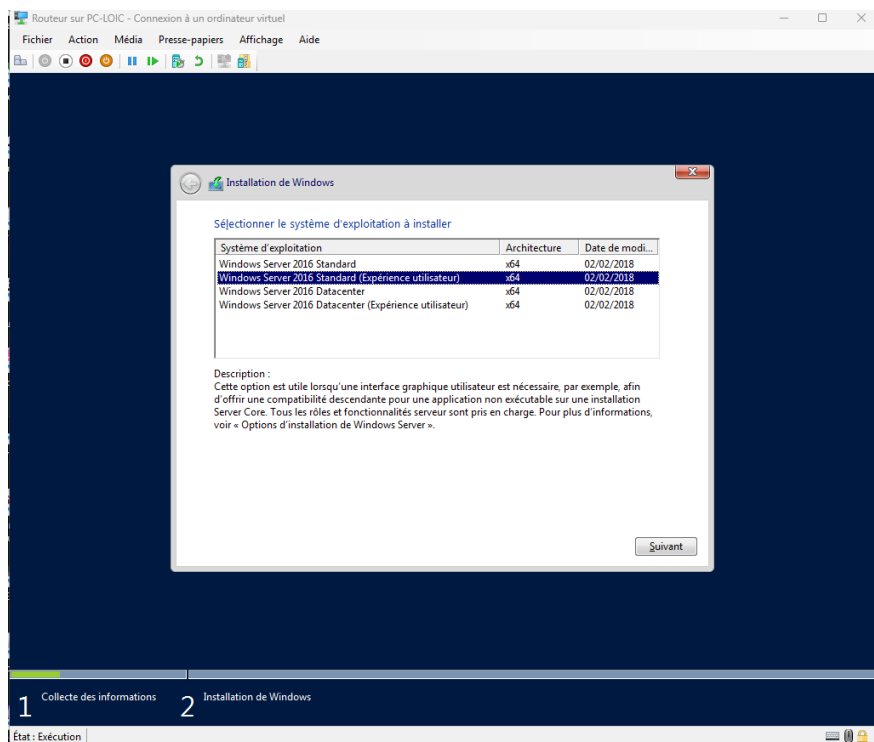 Routeur sur PC-LOIC - Connexion à un ordinateur virtuel
Fichier Action Média Presse-papiers Affichage Aide
Installation de Windows
Sélectionner le système d'exploitation à installer
Système d'exploitation Architecture Date de modi...
Windows Server 2016 Standard x64 02/02/2018
Windows Server 2016 Standard (Expérience utilisateur) x64 02/02/2018
Windows Server 2016 Datacenter x64 02/02/2018
Windows Server 2016 Datacenter (Expérience utilisateur) x64 02/02/2018
Description :
Cette option est utile lorsqu'une interface graphique utilisateur est nécessaire, par exemple, afin
d'offrir une compatibilité descendante pour une application non exécutable sur une installation
Server Core. Tous les rôles et fonctionnalités serveur sont pris en charge. Pour plus d'informations,
voir « Options d'installation de Windows Server ».
Suivant
1 Collecte des informations 2 Installation de Windows
État : Exécution